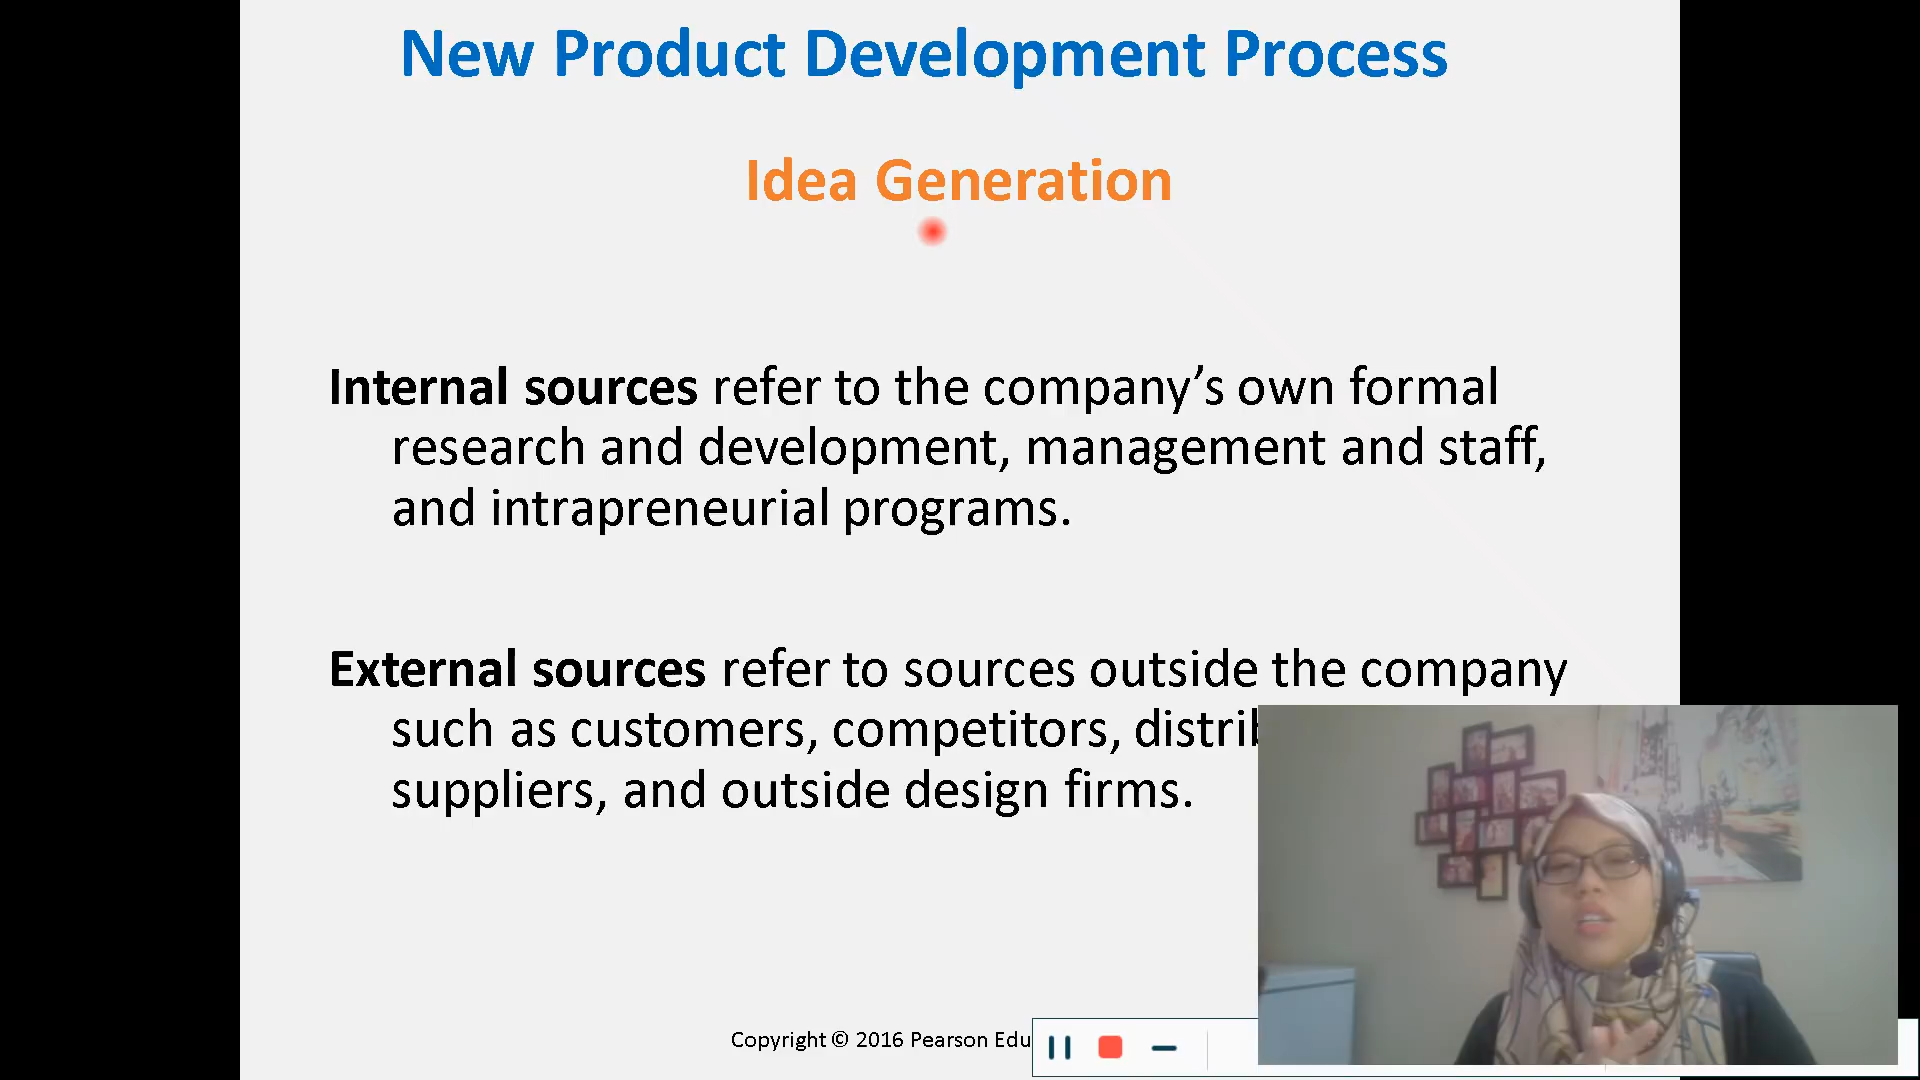 New Product Development Process
Idea Generation
Internal sources refer to the company’s own formal
research and development, management and staff,
and intrapreneurial programs.
External sources refer to sources outside the company
such as customers, competitors,
suppliers, and outside design firms.
Copyright © 2016 Pearson